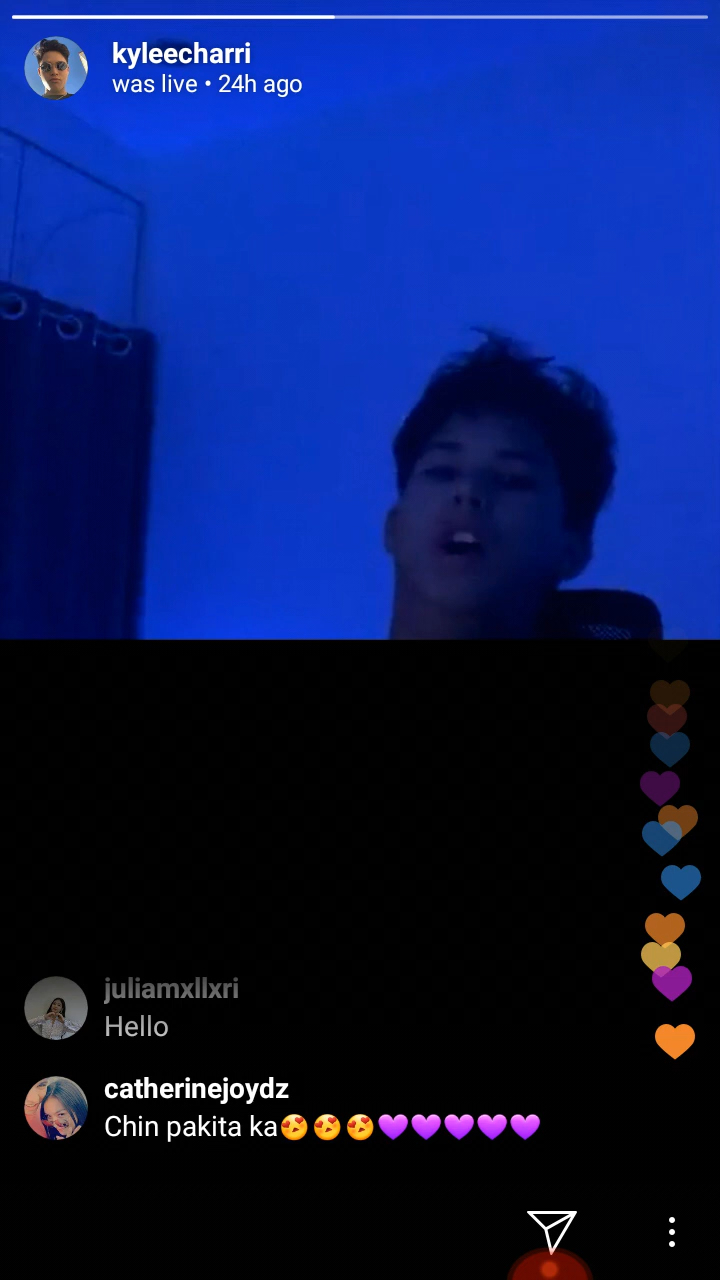 kyleecharri
was live • 24h ago
juliamxllxri
Hello
catherinejoydz
Chin pakita ka😍😍😍💜💜💜💜💜